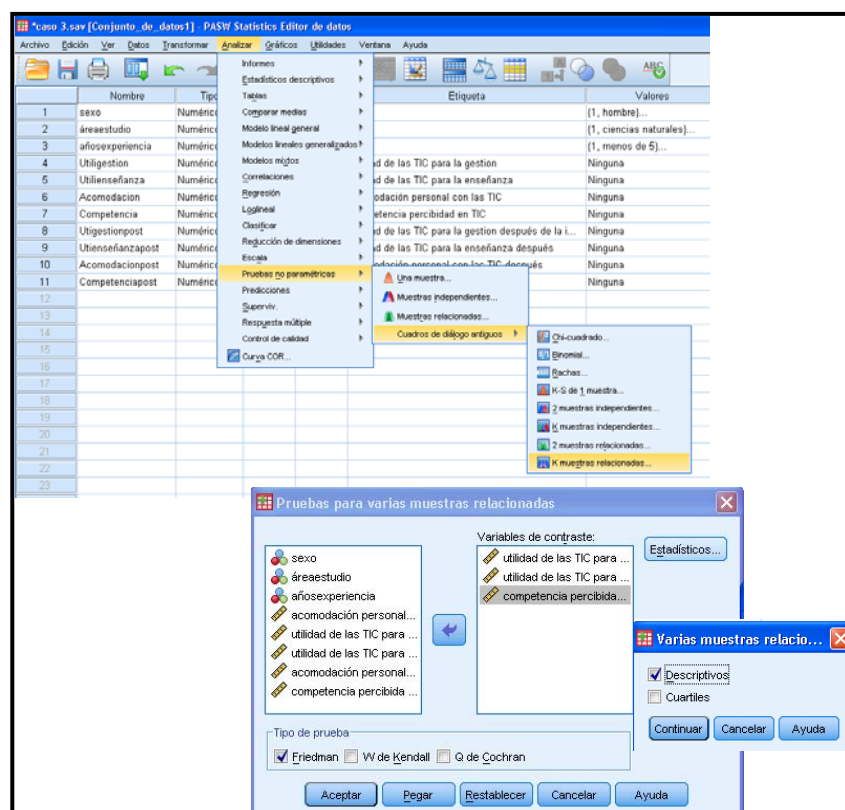 *caso 3.sav [Conjunto_de_datos1] - PASW Statistics Editor de datos
Archivo Edición Ver Datos Transformar Analizar Gráficos Utilidades Ventana Ayuda
Nombre Tipo Etiqueta Valores
1 sexo Numérico {1, hombre}...
2 áreaestudio Numérico {1, ciencias naturales}...
3 añosexperiencia Numérico {1, menos de 5}...
4 Utiligestion Numérico d de las TIC para la gestion Ninguna
5 Utilienseñanza Numérico d de las TIC para la enseñanza Ninguna
6 Acomodacion Numérico odación personal con las TIC Ninguna
7 Competencia Numérico etencia percibidad en TIC Ninguna
8 Utigestionpost Numérico d de las TIC para la gestion después de la i... Ninguna
9 Utienseñanzapost Numérico d de las TIC para la enseñanza después Ninguna
10 Acomodacionpost Numérico odación personal con las TIC después Ninguna
11 Competenciapost Numérico Ninguna
12
13
14
15
16
17
18
19
20
21
22
23
Informes
Estadísticos descriptivos
Tablas
Comparar medias
Modelo lineal general
Modelos lineales generalizados
Modelos mixtos
Correlaciones
Regresión
Loglineal
Clasificar
Reducción de dimensiones
Escala
Pruebas no paramétricas
Predicciones
Superviv.
Respuesta múltiple
Control de calidad
Curva COR...
Una muestra...
Muestras independientes...
Muestras relacionadas...
Cuadros de diálogo antiguos
Chi-cuadrado...
Binomial...
Rachas...
K-S de 1 muestra...
2 muestras independientes...
K muestras independientes...
2 muestras relacionadas...
K muestras relacionadas...
Pruebas para varias muestras relacionadas
Variables de contraste:
sexo
áreaestudio
añosexperiencia
acomodación personal...
utilidad de las TIC para ...
utilidad de las TIC para ...
acomodación personal...
competencia percibida ...
utilidad de las TIC para ...
utilidad de las TIC para ...
competencia percibida...
Estadísticos...
Tipo de prueba
Friedman W de Kendall Q de Cochran
Aceptar Pegar Restablecer Cancelar Ayuda
Varias muestras relacio...
Descriptivos
Cuartiles
Continuar Cancelar Ayuda